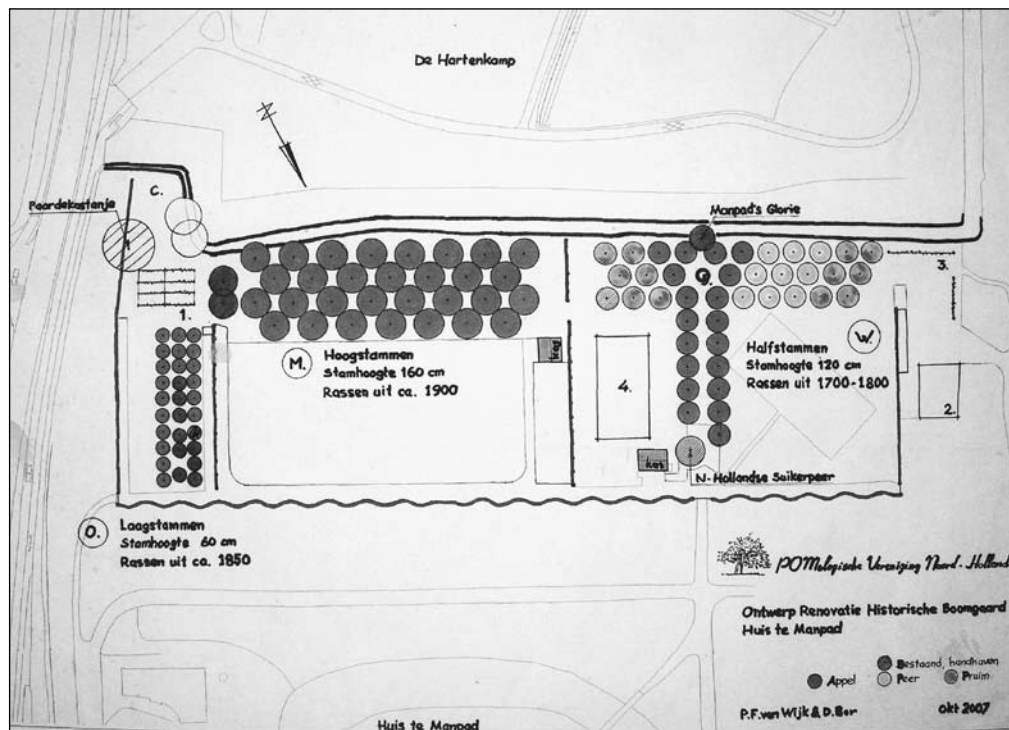 De Hartenkamp
N
C.
Paardekastanje
Manpad's Glorie
G.
3.
1.
M. Hoogstammen
Stamhoogte 160 cm
Rassen uit ca. 1900
kas
4.
Halfstammen W.
Stamhoogte 120 cm
Rassen uit 1700-1800
2.
kas
N-Hollandse Suikerpeer
O. Laagstammen
Stamhoogte 60 cm
Rassen uit ca. 1850
POMologische Vereniging Noord-Holland
Ontwerp Renovatie Historische Boomgaard
Huis te Manpad
Bestaand, handhaven
Appel Peer Pruim
P.F. van Wijk & D. Bor okt 2007
Huis te Manpad